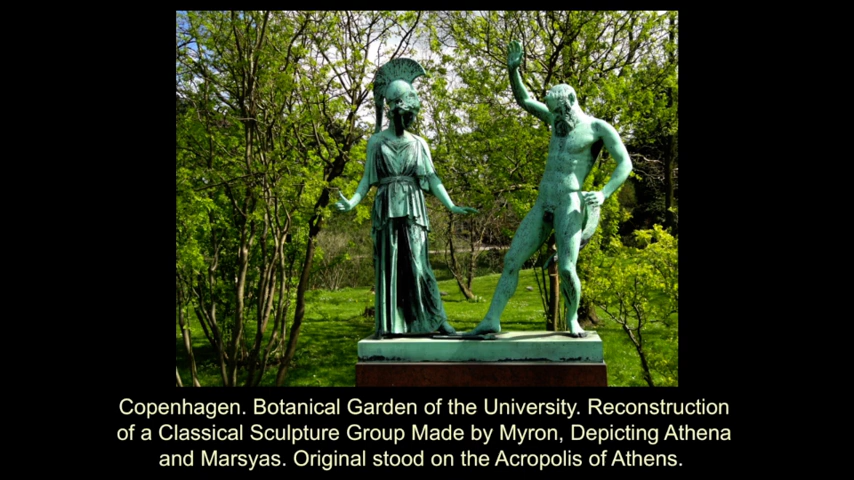 Copenhagen. Botanical Garden of the University. Reconstruction
of a Classical Sculpture Group Made by Myron, Depicting Athena
and Marsyas. Original stood on the Acropolis of Athens.